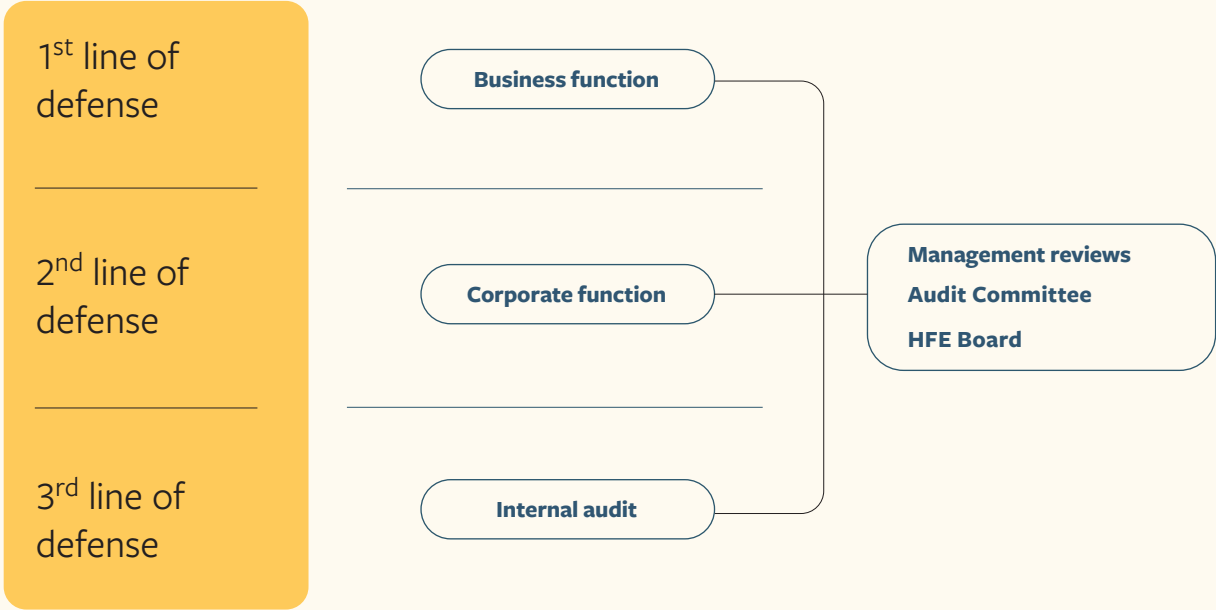 1st line of
defense
Business function
2nd line of
defense
Corporate function
Management reviews
Audit Committee
HFE Board
3rd line of
defense
Internal audit